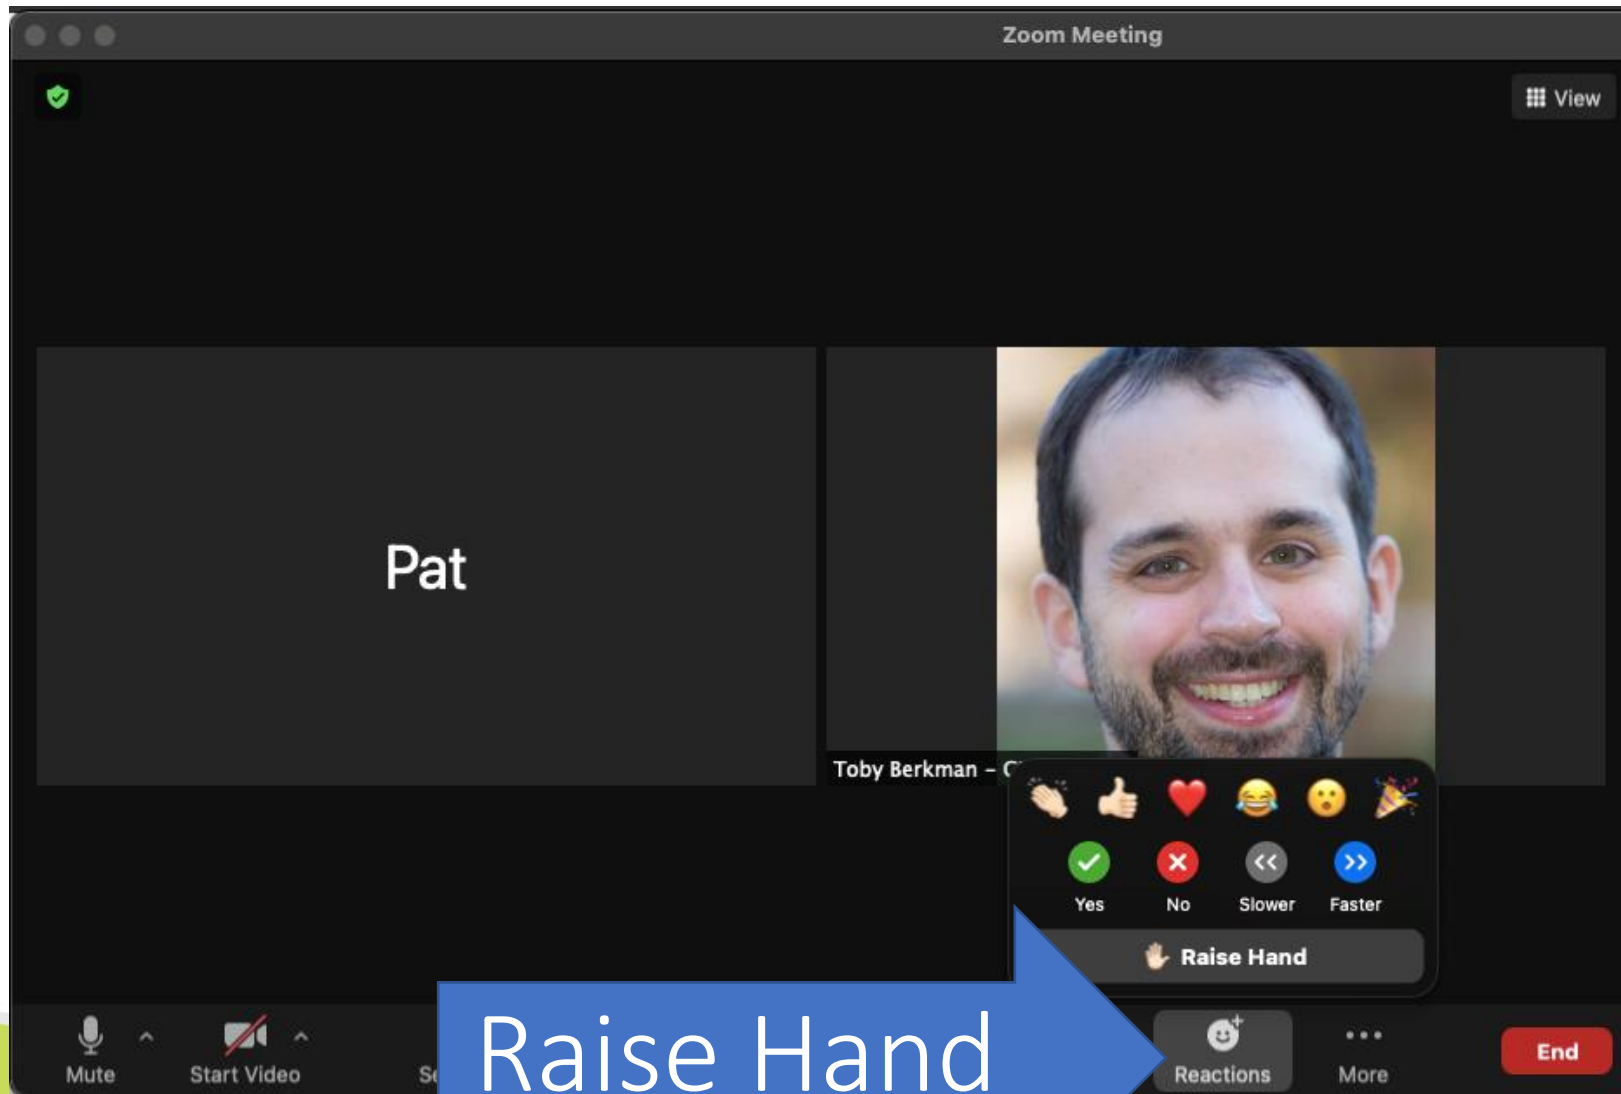 Zoom Meeting
View
Pat
Toby Berkman –
Yes No Slower Faster
Raise Hand
Raise Hand
Mute Start Video Reactions More End